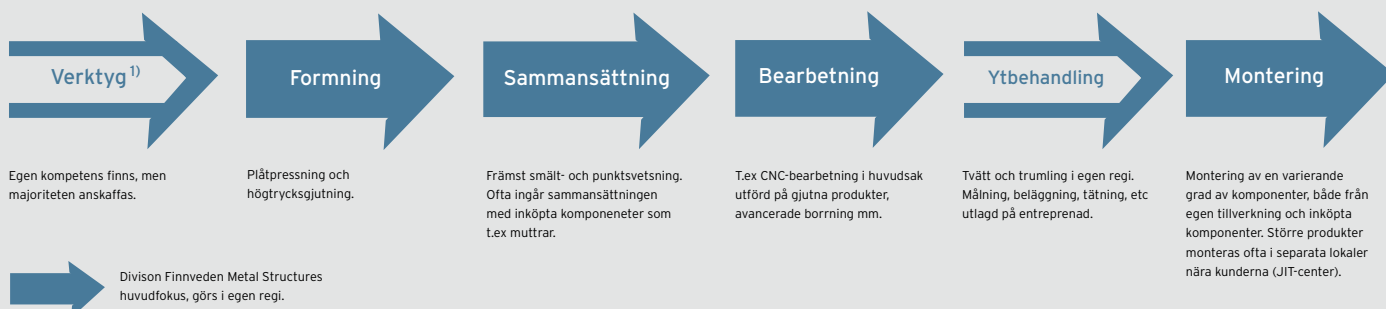 Verktyg 1)
Formning
Sammansättning
Bearbetning
Ytbehandling
Montering
Egen kompetens finns, men
majoriteten anskaffas.
Plåtpressning och
högtrycksgjutning.
Främst smält- och punktsvetsning.
Ofta ingår sammansättningen
med inköpta komponeneter som
t.ex muttrar.
T.ex CNC-bearbetning i huvudsak
utförd på gjutna produkter,
avancerade borrning mm.
Tvätt och trumling i egen regi.
Målning, beläggning, tätning, etc
utlagd på entreprenad.
Montering av en varierande
grad av komponenter, både från
egen tillverkning och inköpta
komponenter. Större produkter
monteras ofta i separata lokaler
nära kunderna (JIT-center).
Divison Finnveden Metal Structures
huvudfokus, görs i egen regi.